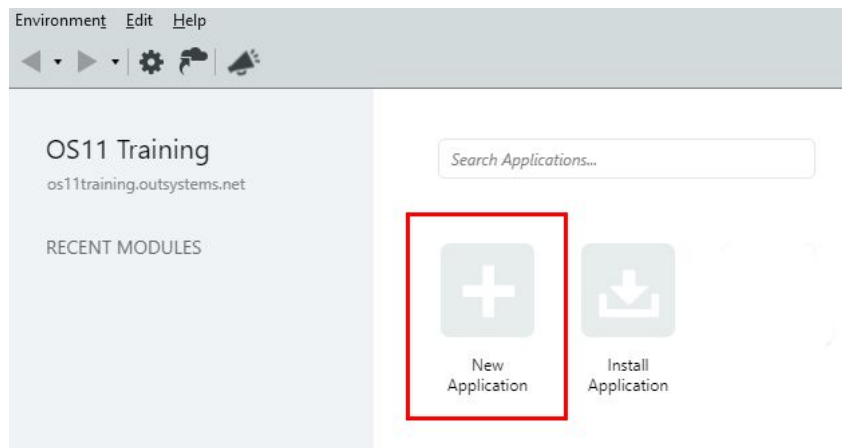 Environment Edit Help
OS11 Training
os11training.outsystems.net
RECENT MODULES
Search Applications...
New
Application
Install
Application